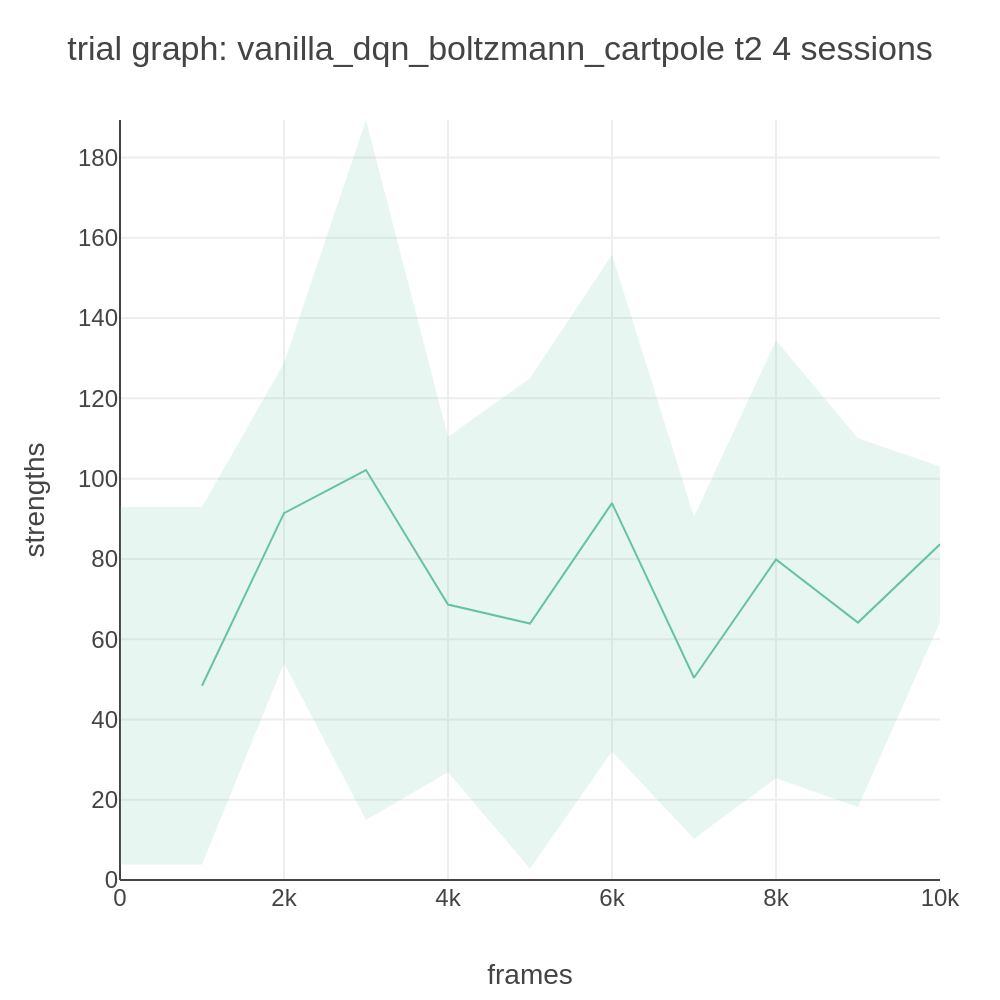 trial graph: vanilla_dqn_boltzmann_cartpole t2 4 sessions
180
160
140
120
100
80
60
40
20
0
strengths
0 2k 4k 6k 8k 10k
frames